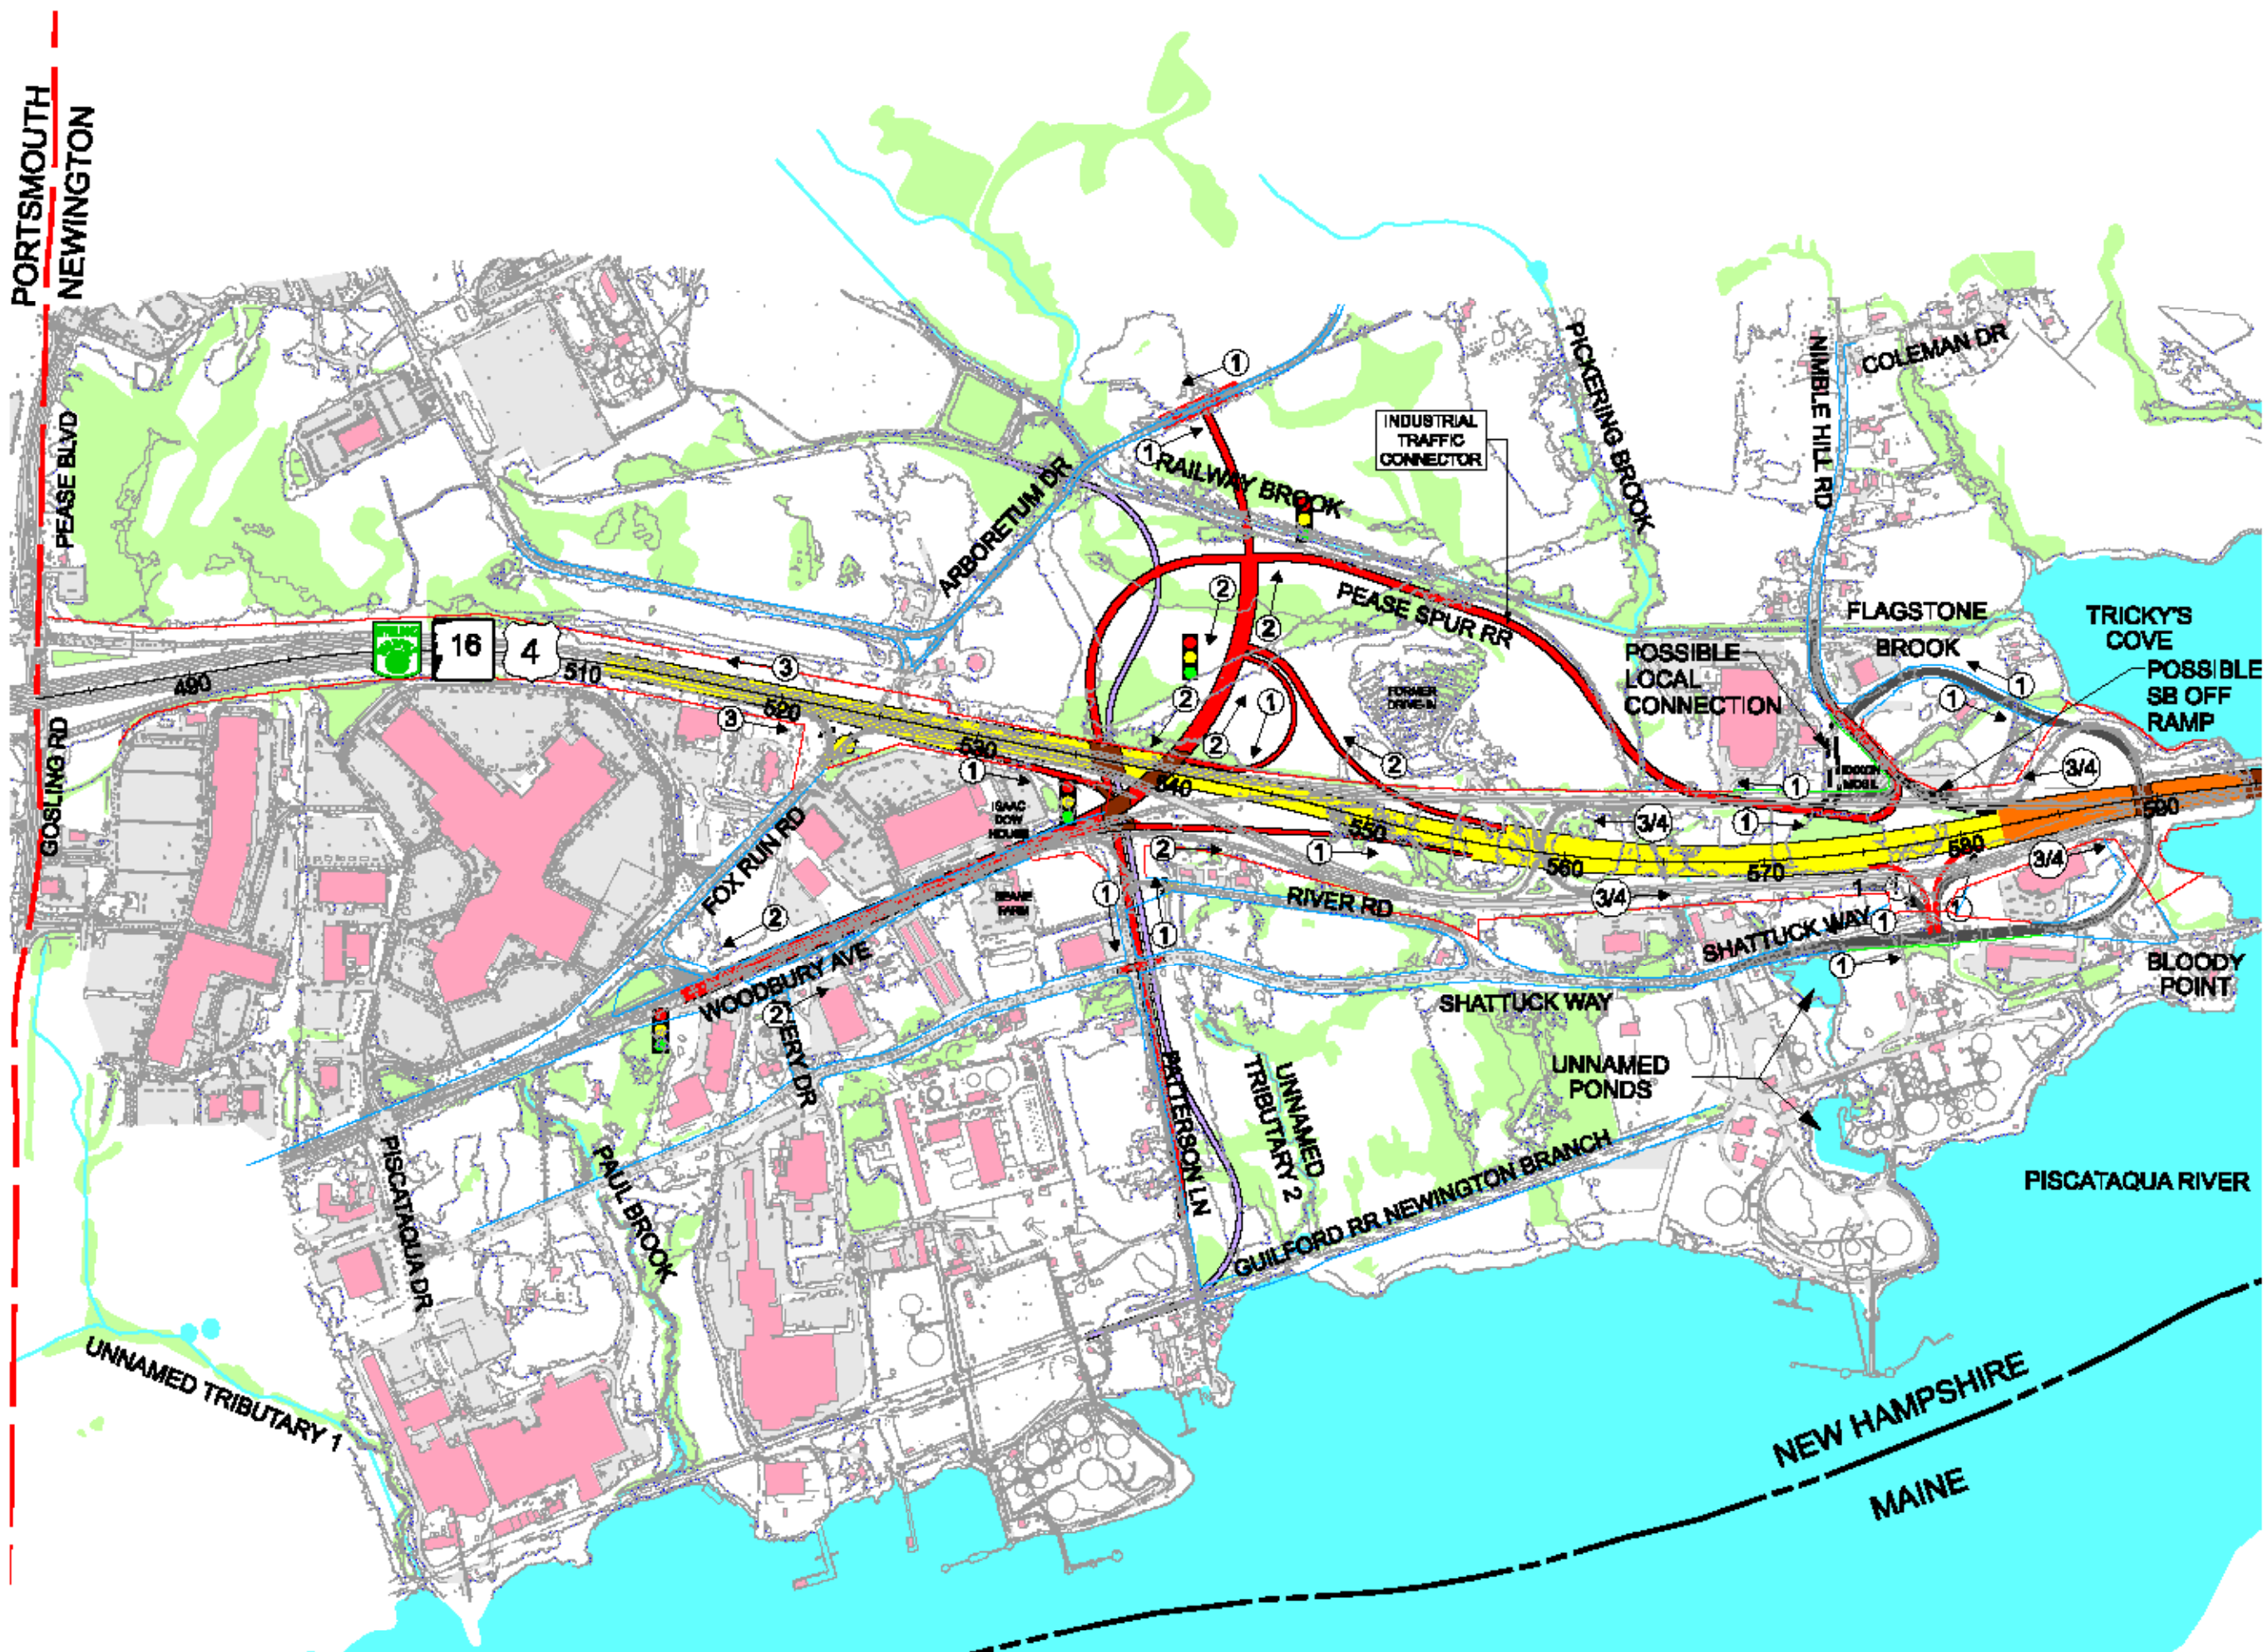 PORTSMOUTH
NEWINGTON
PEASE BLVD
GOSLING RD
490
16
4
510
520
530
540
550
560
570
580
590
3
3
ARBORETUM DR
1
1
RAILWAY BROOK
INDUSTRIAL
TRAFFIC
CONNECTOR
PICKERING BROOK
NIMBLE HILL RD
COLEMAN DR
2
2
PEASE SPUR RR
FLAGSTONE
BROOK
TRICKY'S
COVE
POSSIBLE
LOCAL
CONNECTION
POSSIBLE
SB OFF
RAMP
FORMER
DRIVE-IN
2
1
2
2
1
1
1
1
3/4
3/4
3/4
3/4
1
ISAAC
DOW
HOUSE
FOX RUN RD
2
1
RIVER RD
1
1
1
1
1
1
SHATTUCK WAY
1
BLOODY
POINT
2
WOODBURY AVE
2
SHATTUCK WAY
UNNAMED
PONDS
PATTERSON LN
UNNAMED
TRIBUTARY 2
GUILFORD RR NEWINGTON BRANCH
PISCATAQUA RIVER
PISCATAQUA DR
PAUL BROOK
UNNAMED TRIBUTARY 1
NEW HAMPSHIRE
MAINE